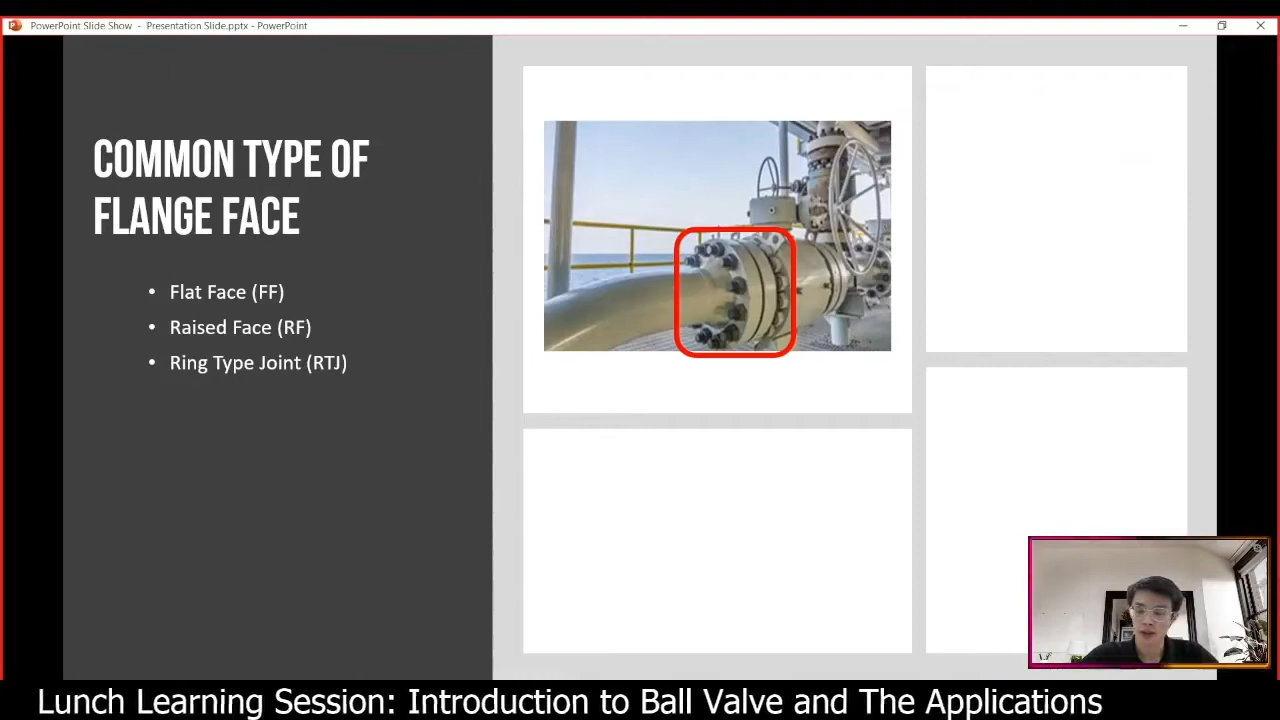 PowerPoint Slide Show - Presentation Slide.pptx - PowerPoint
COMMON TYPE OF
FLANGE FACE
• Flat Face (FF)
• Raised Face (RF)
• Ring Type Joint (RTJ)
Lunch Learning Session: Introduction to Ball Valve and The Applications